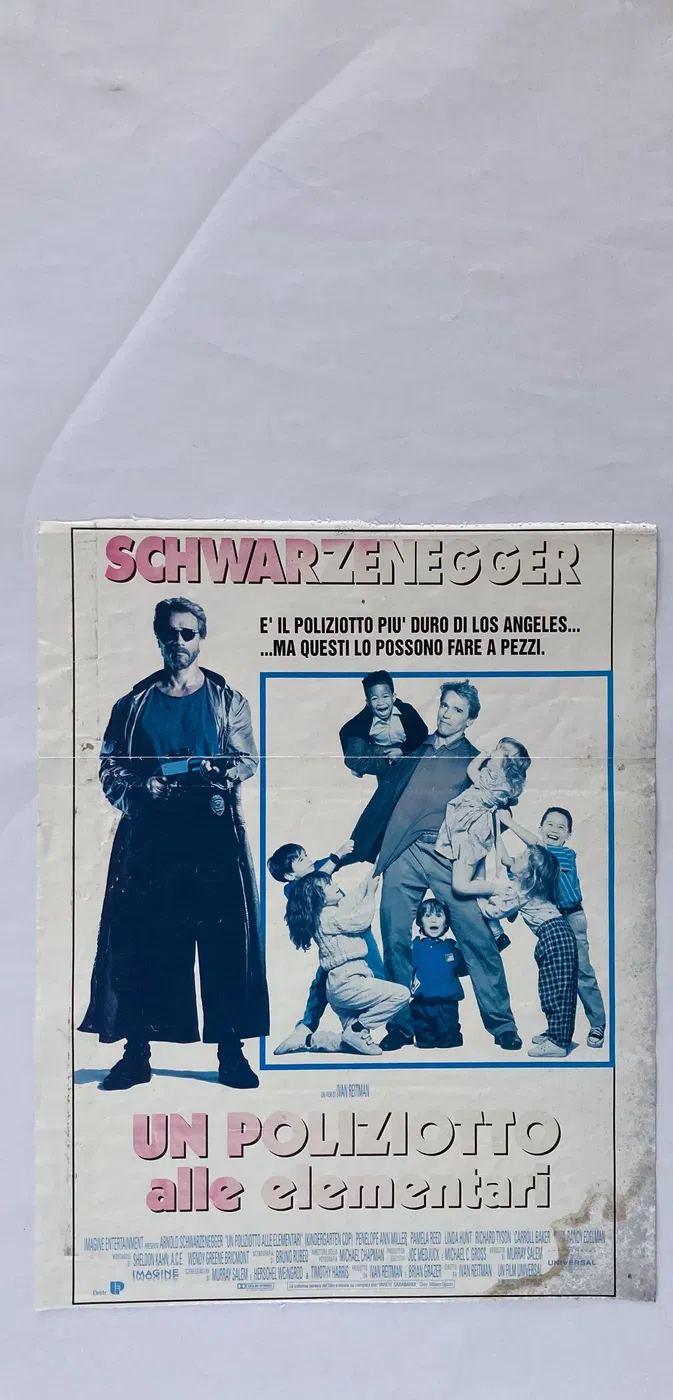 SCHWARZENEGGER
E' IL POLIZIOTTO PIU' DURO DI LOS ANGELES...
...MA QUESTI LO POSSONO FARE A PEZZI.
UN FILM DI IVAN REITMAN
UN POLIZIOTTO
alle elementari
IMAGINE ENTERTAINMENT PRESENTA ARNOLD SCHWARZENEGGER "UN POLIZIOTTO ALLE ELEMENTARI" (KINDERGARTEN COP) PENELOPE ANN MILLER PAMELA REED LINDA HUNT RICHARD TYSON CARROLL BAKER RANDY EDELMAN
SHELDON KAHN, A.C.E. WENDY GREENE BRICMONT BRUNO RUBEO MICHAEL CHAPMAN JOE MEDJUCK MICHAEL C. GROSS MURRAY SALEM
IMAGINE MURRAY SALEM HERSCHEL WEINGROD TIMOTHY HARRIS IVAN REITMAN BRIAN GRAZER IVAN REITMAN UN FILM UNIVERSAL UNIVERSAL
Distr.